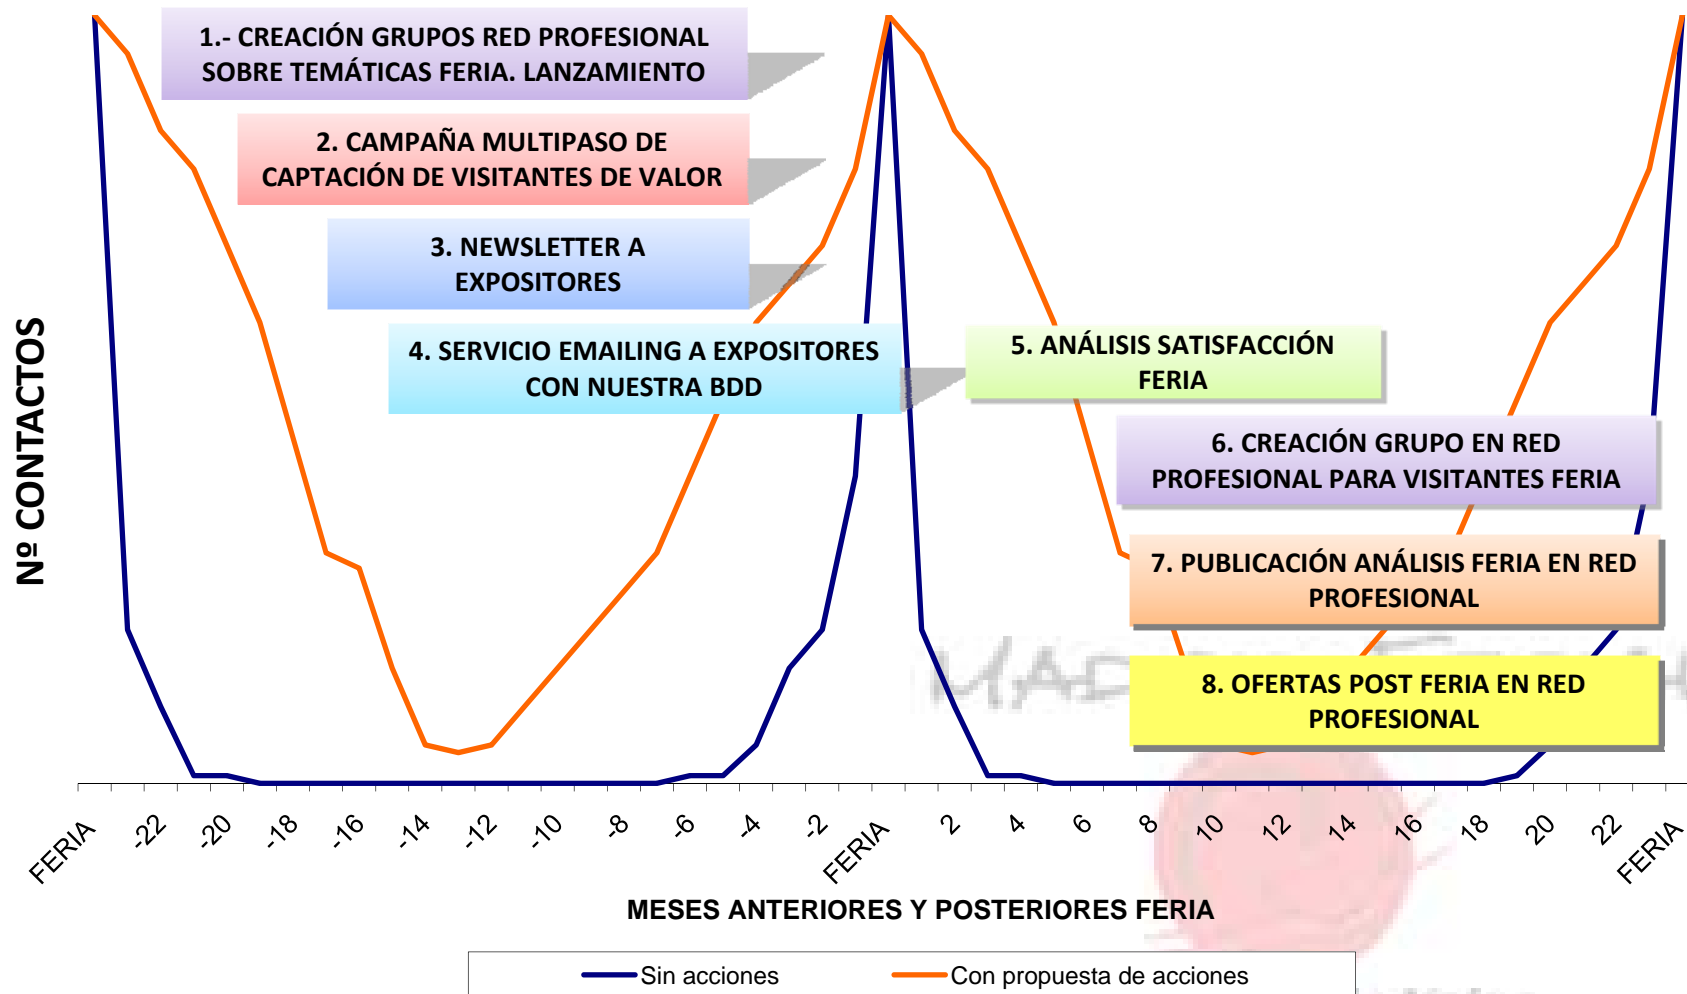 1.- CREACIÓN GRUPOS RED PROFESIONAL
SOBRE TEMÁTICAS FERIA. LANZAMIENTO
2. CAMPAÑA MULTIPASO DE
CAPTACIÓN DE VISITANTES DE VALOR
3. NEWSLETTER A
EXPOSITORES
4. SERVICIO EMAILING A EXPOSITORES
CON NUESTRA BDD
5. ANÁLISIS SATISFACCIÓN
FERIA
6. CREACIÓN GRUPO EN RED
PROFESIONAL PARA VISITANTES FERIA
7. PUBLICACIÓN ANÁLISIS FERIA EN RED
PROFESIONAL
8. OFERTAS POST FERIA EN RED
PROFESIONAL
Nº CONTACTOS
FERIA -22 -20 -18 -16 -14 -12 -10 -8 -6 -4 -2 FERIA 2 4 6 8 10 12 14 16 18 20 22 FERIA
MESES ANTERIORES Y POSTERIORES FERIA
Sin acciones
Con propuesta de acciones